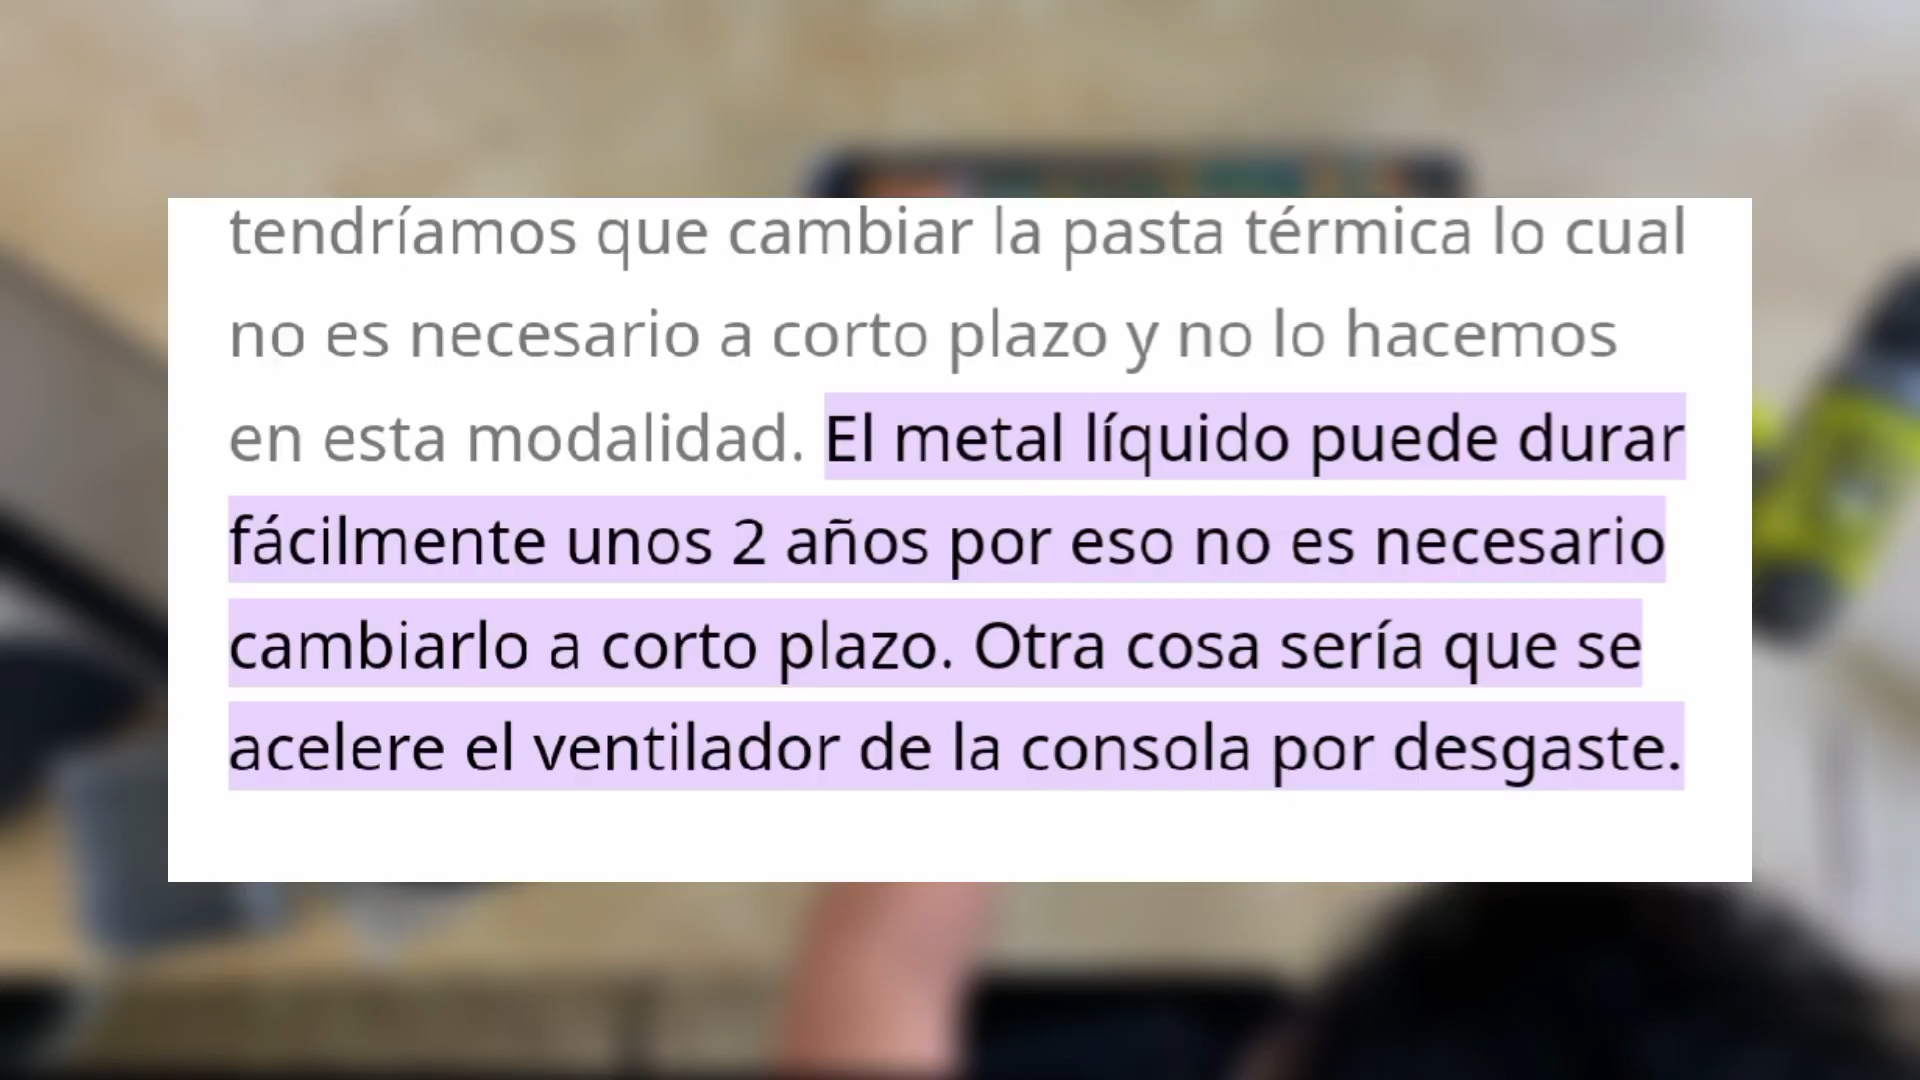 tendríamos que cambiar la pasta térmica lo cual
no es necesario a corto plazo y no lo hacemos
en esta modalidad. El metal líquido puede durar
fácilmente unos 2 años por eso no es necesario
cambiarlo a corto plazo. Otra cosa sería que se
acelere el ventilador de la consola por desgaste.